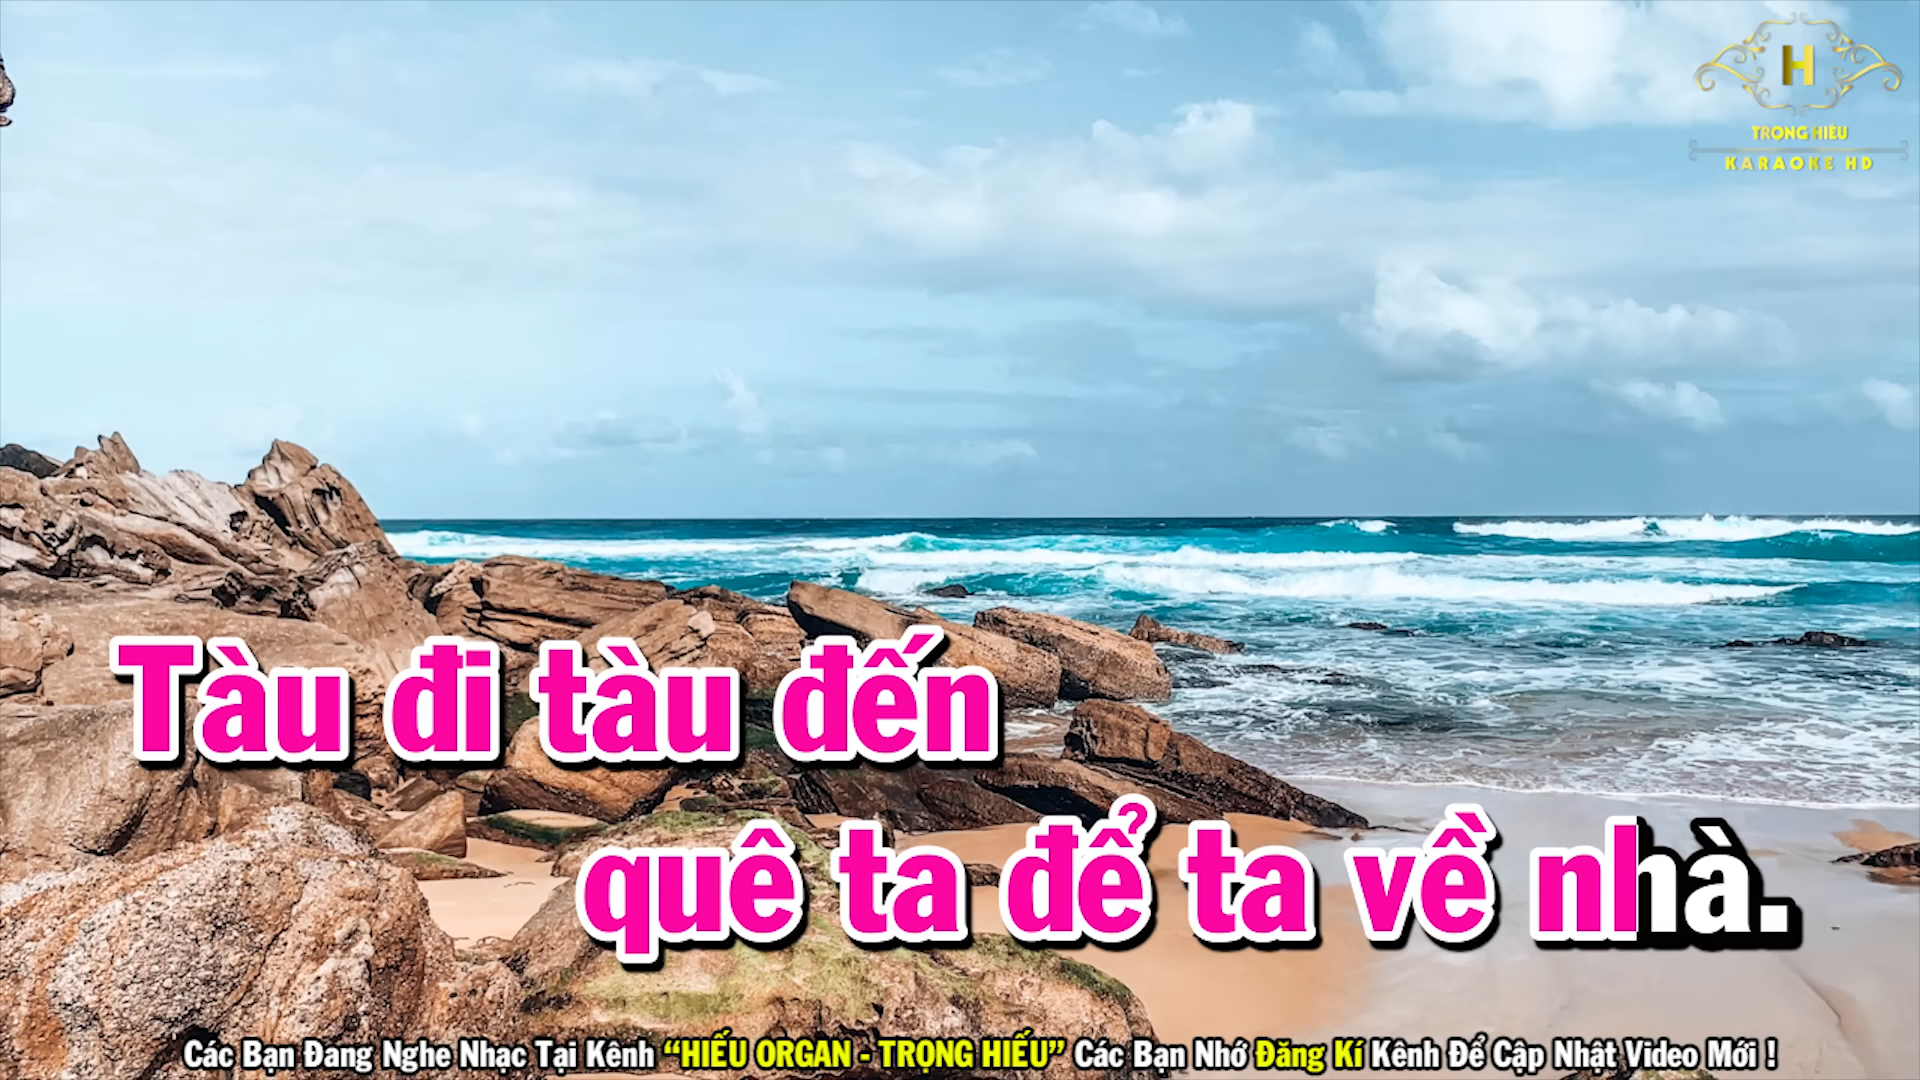 H
TRỌNG HIẾU
KARAOKE HD
Tàu đi tàu đến
quê ta để ta về nhà.
Các Bạn Đang Nghe Nhạc Tại Kênh “HIẾU ORGAN - TRỌNG HIẾU” Các Bạn Nhớ Đăng Kí Kênh Để Cập Nhật Video Mới !